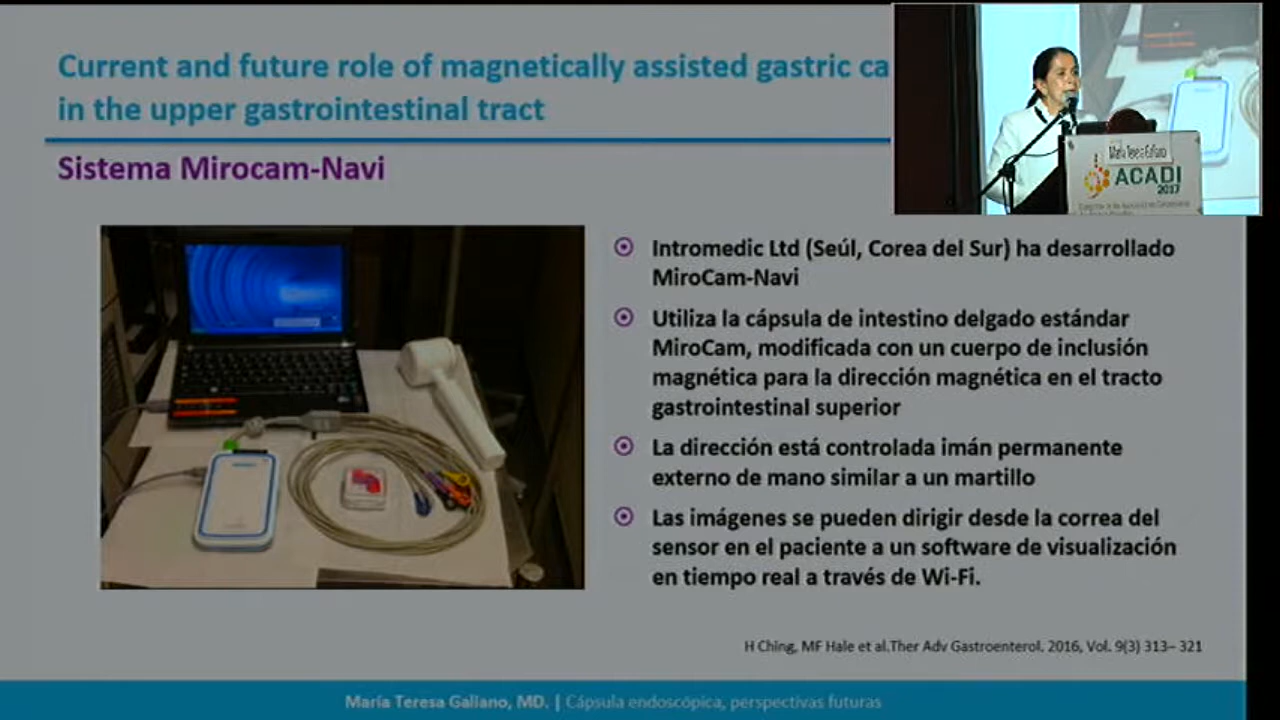 Current and future role of magnetically assisted gastric ca
in the upper gastrointestinal tract
Sistema Mirocam-Navi
María Teresa Galiano
ACADI
2017
Intromedic Ltd (Seúl, Corea del Sur) ha desarrollado
MiroCam-Navi
Utiliza la cápsula de intestino delgado estándar
MiroCam, modificada con un cuerpo de inclusión
magnética para la dirección magnética en el tracto
gastrointestinal superior
La dirección está controlada imán permanente
externo de mano similar a un martillo
Las imágenes se pueden dirigir desde la correa del
sensor en el paciente a un software de visualización
en tiempo real a través de Wi-Fi.
H Ching, MF Hale et al.Ther Adv Gastroenterol. 2016, Vol. 9(3) 313– 321
María Teresa Galiano, MD. | Cápsula endoscópica, perspectivas futuras